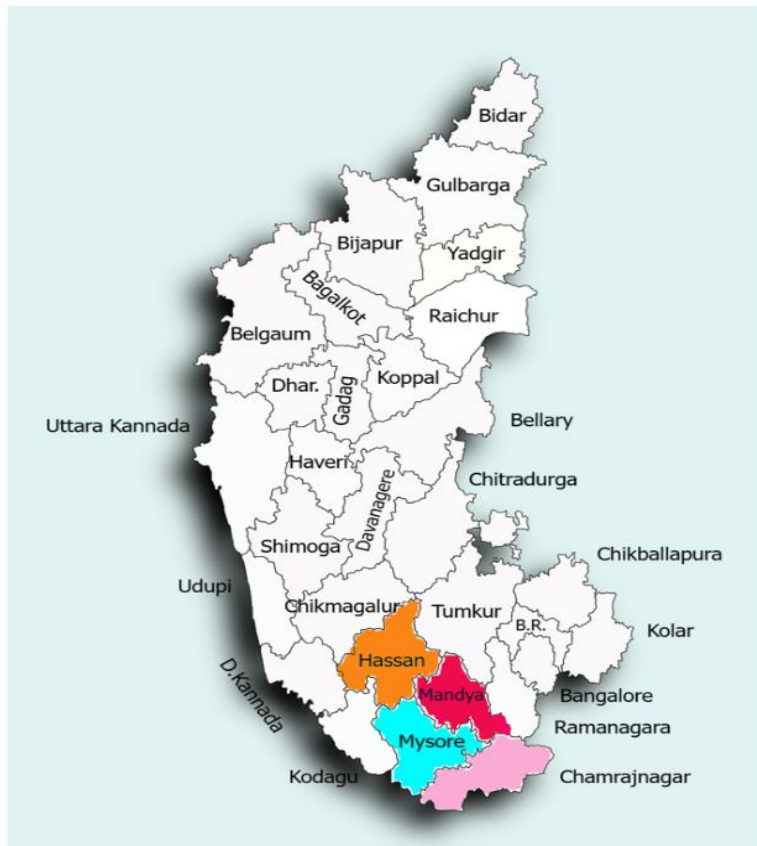 Bidar
Gulbarga
Bijapur
Yadgir
Bagalkot
Raichur
Belgaum
Koppal
Dhar.
Gadag
Uttara Kannada
Bellary
Haveri
Chitradurga
Davanagere
Shimoga
Chikballapura
Udupi
Chikmagalur
Tumkur
B.R.
Kolar
Hassan
D.Kannada
Mandya
Bangalore
Ramanagara
Mysore
Kodagu
Chamrajnagar